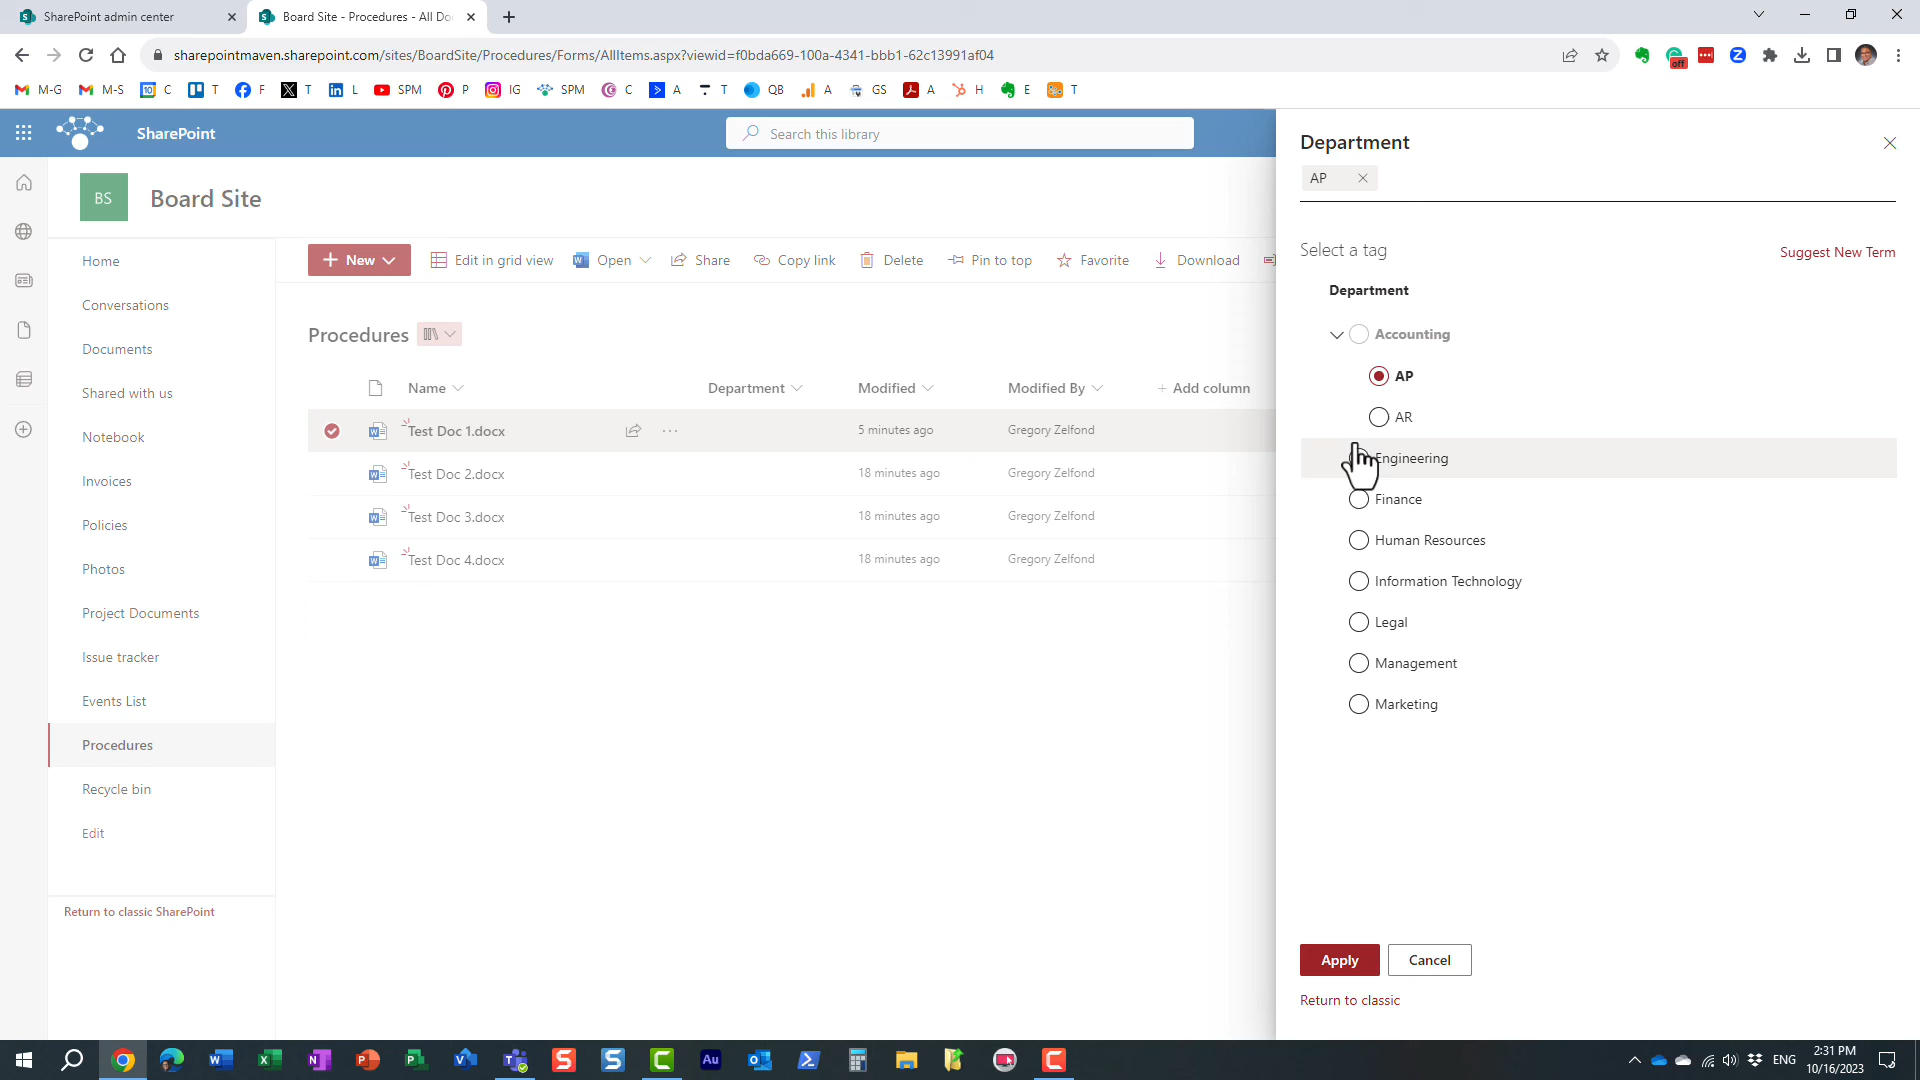 SharePoint admin center
Board Site - Procedures - All Do
sharepointmaven.sharepoint.com/sites/BoardSite/Procedures/Forms/AllItems.aspx?viewid=f0bda669-100a-4341-bbb1-62c13991af04
off
M-G M-S 10 C T F T L SPM P IG SPM C A T QB A GS A H E T
SharePoint
Search this library
BS
Board Site
Home
Conversations
Documents
Shared with us
Notebook
Invoices
Policies
Photos
Project Documents
Issue tracker
Events List
Procedures
Recycle bin
Edit
Return to classic SharePoint
New Edit in grid view Open Share Copy link Delete Pin to top Favorite Download
Procedures
Name Department Modified Modified By Add column
Test Doc 1.docx 5 minutes ago Gregory Zelfond
Test Doc 2.docx 18 minutes ago Gregory Zelfond
Test Doc 3.docx 18 minutes ago Gregory Zelfond
Test Doc 4.docx 18 minutes ago Gregory Zelfond
Department
AP
Select a tag
Suggest New Term
Department
Accounting
AP
AR
Engineering
Finance
Human Resources
Information Technology
Legal
Management
Marketing
Apply Cancel
Return to classic
ENG
2:31 PM
10/16/2023